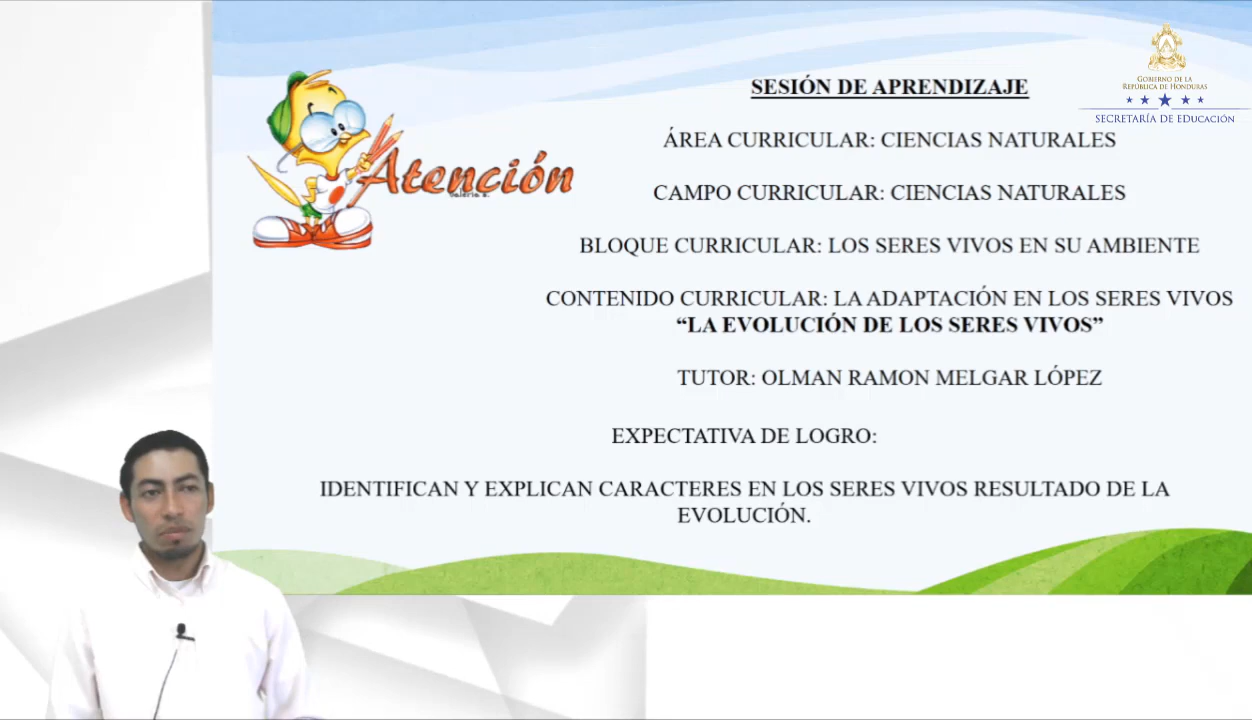 SESIÓN DE APRENDIZAJE
GOBIERNO DE LA
REPÚBLICA DE HONDURAS
SECRETARÍA DE EDUCACIÓN
ÁREA CURRICULAR: CIENCIAS NATURALES
Atención
CAMPO CURRICULAR: CIENCIAS NATURALES
BLOQUE CURRICULAR: LOS SERES VIVOS EN SU AMBIENTE
CONTENIDO CURRICULAR: LA ADAPTACIÓN EN LOS SERES VIVOS
“LA EVOLUCIÓN DE LOS SERES VIVOS”
TUTOR: OLMAN RAMON MELGAR LÓPEZ
EXPECTATIVA DE LOGRO:
IDENTIFICAN Y EXPLICAN CARACTERES EN LOS SERES VIVOS RESULTADO DE LA
EVOLUCIÓN.